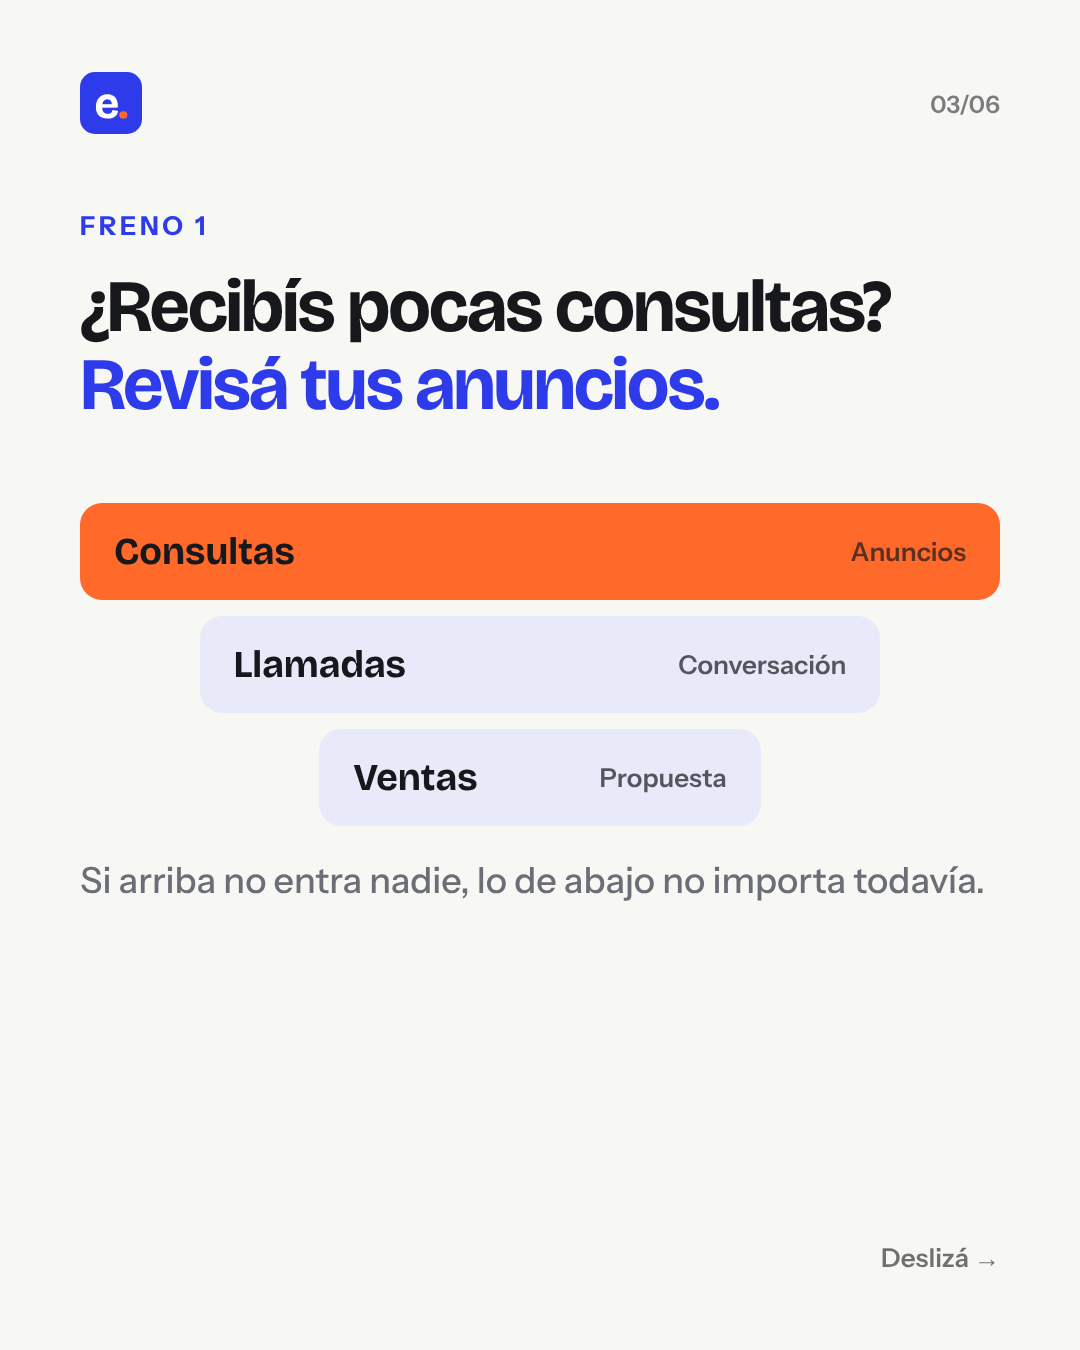 e.
03/06
FRENO 1
¿Recibís pocas consultas?
Revisá tus anuncios.
Consultas Anuncios
Llamadas Conversación
Ventas Propuesta
Si arriba no entra nadie, lo de abajo no importa todavía.
Deslizá →